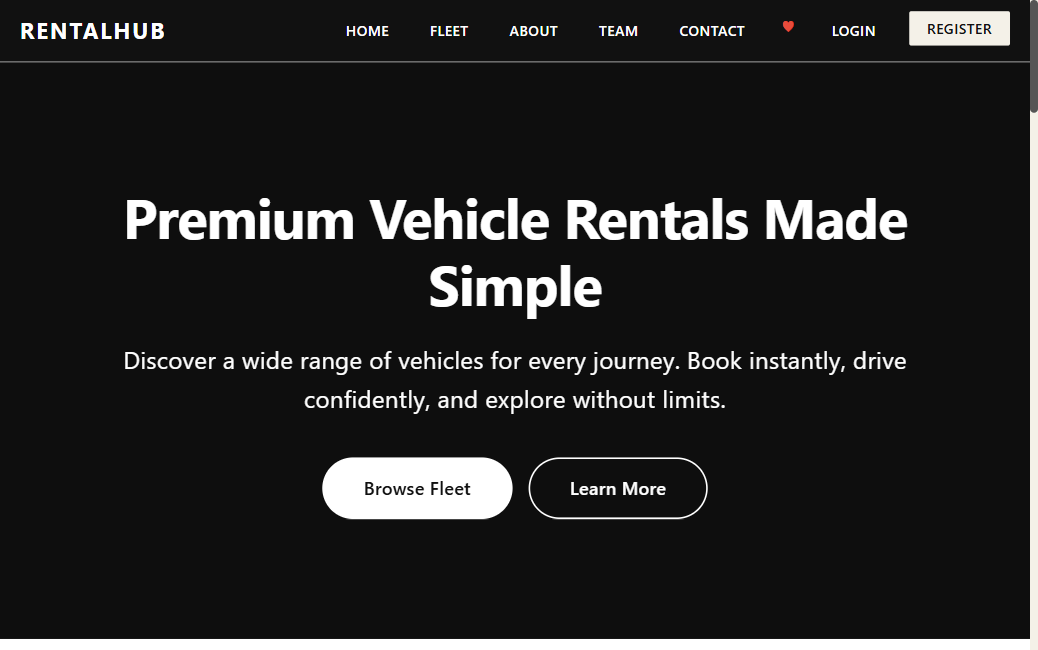 RENTALHUB
HOME FLEET ABOUT TEAM CONTACT LOGIN REGISTER
Premium Vehicle Rentals Made
Simple
Discover a wide range of vehicles for every journey. Book instantly, drive
confidently, and explore without limits.
Browse Fleet Learn More